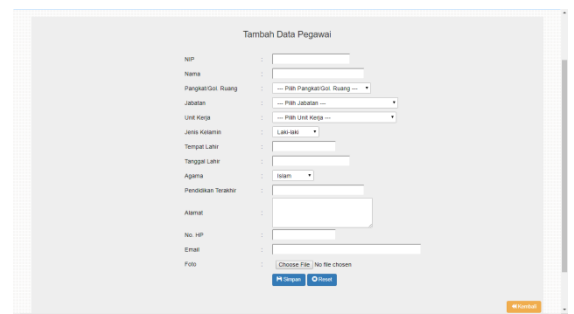 Tambah Data Pegawai
NIP :
Nama :
Pangkat/Gol. Ruang : --- Pilih Pangkat/Gol. Ruang ---
Jabatan : --- Pilih Jabatan ---
Unit Kerja : --- Pilih Unit Kerja ---
Jenis Kelamin : Laki-laki
Tempat Lahir :
Tanggal Lahir :
Agama : Islam
Pendidikan Terakhir :
Alamat :
No. HP :
Email :
Foto : Choose File No file chosen
Simpan Reset
Kembali